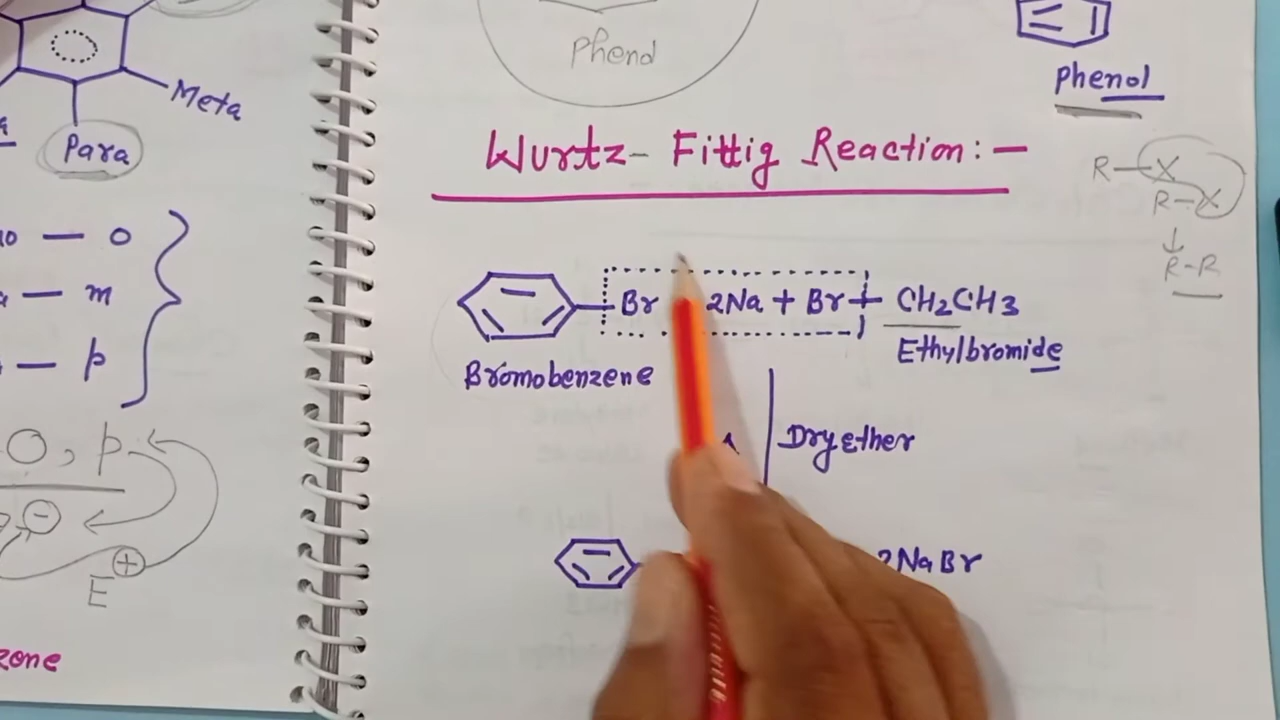 Meta
Para
— O
— m
— p
O, p
⊖
E ⊕
zone
Phenol
Phenol
Wurtz- Fittig Reaction: —
R—X
R—X
↓
R-R
Br 2Na + Br + CH2CH3
Ethylbromide
Bromobenzene
Dry ether
2NaBr